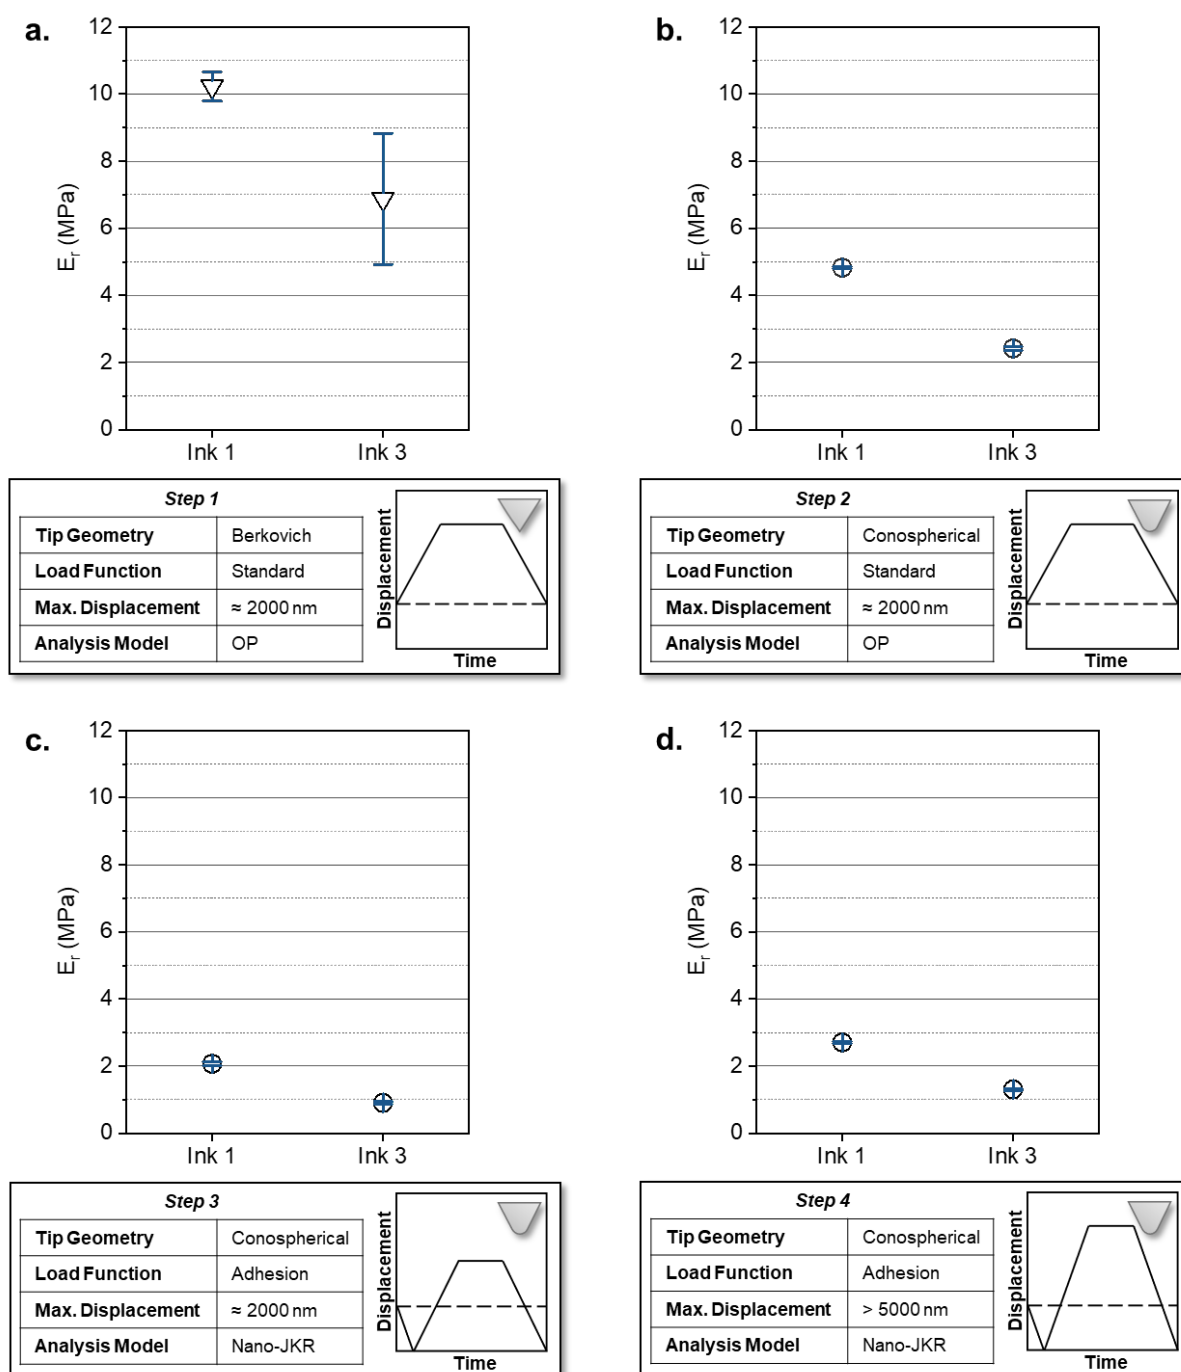 a.
12
10
8
6
4
2
0
E_r (MPa)
Ink 1 Ink 3
Step 1
Tip Geometry Berkovich
Load Function Standard
Max. Displacement ≈ 2000 nm
Analysis Model OP
Displacement
Time
b.
12
10
8
6
4
2
0
E_r (MPa)
Ink 1 Ink 3
Step 2
Tip Geometry Conospherical
Load Function Standard
Max. Displacement ≈ 2000 nm
Analysis Model OP
Displacement
Time
c.
12
10
8
6
4
2
0
E_r (MPa)
Ink 1 Ink 3
Step 3
Tip Geometry Conospherical
Load Function Adhesion
Max. Displacement ≈ 2000 nm
Analysis Model Nano-JKR
Displacement
Time
d.
12
10
8
6
4
2
0
E_r (MPa)
Ink 1 Ink 3
Step 4
Tip Geometry Conospherical
Load Function Adhesion
Max. Displacement > 5000 nm
Analysis Model Nano-JKR
Displacement
Time